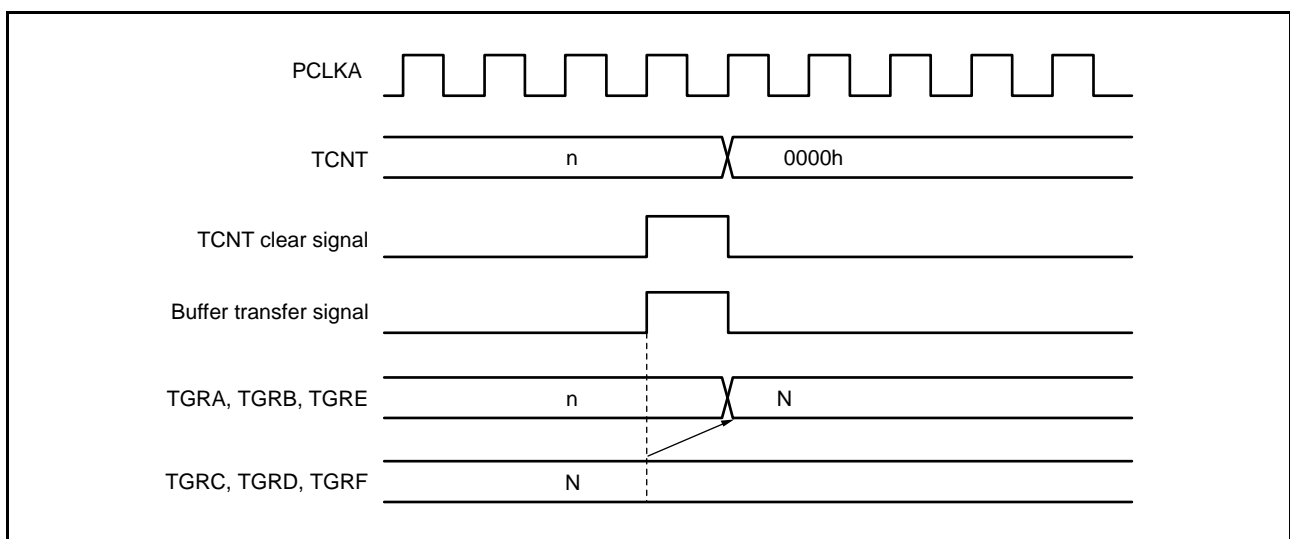 PCLKA
TCNT n 0000h
TCNT clear signal
Buffer transfer signal
TGRA, TGRB, TGRE n N
TGRC, TGRD, TGRF N